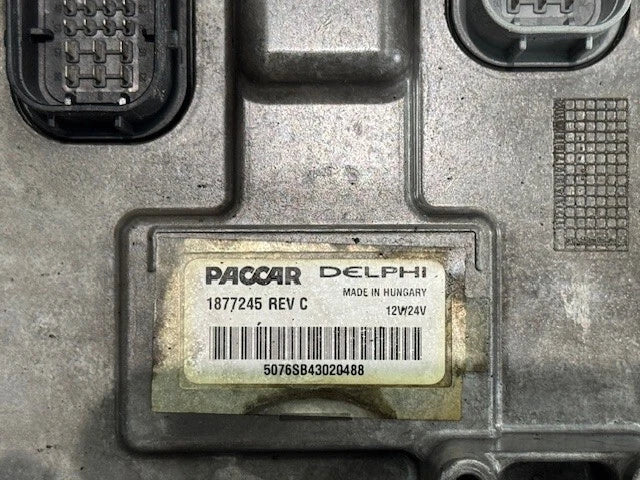 PACCAR DELPHI
1877245 REV C MADE IN HUNGARY
12V/24V
5076SB43020488